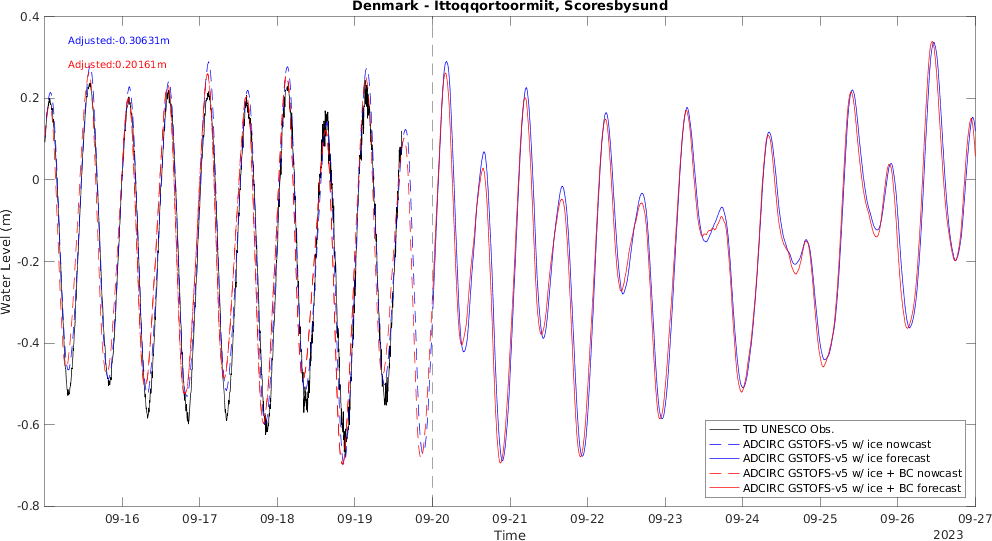 Denmark - Ittoqqortoormiit, Scoresbysund
Adjusted:-0.30631m
Adjusted:0.20161m
Water Level (m)
0.4
0.2
0
-0.2
-0.4
-0.6
-0.8
TD UNESCO Obs.
ADCIRC GSTOFS-v5 w/ ice nowcast
ADCIRC GSTOFS-v5 w/ ice forecast
ADCIRC GSTOFS-v5 w/ ice + BC nowcast
ADCIRC GSTOFS-v5 w/ ice + BC forecast
09-16 09-17 09-18 09-19 09-20 09-21 09-22 09-23 09-24 09-25 09-26 09-27
Time
2023